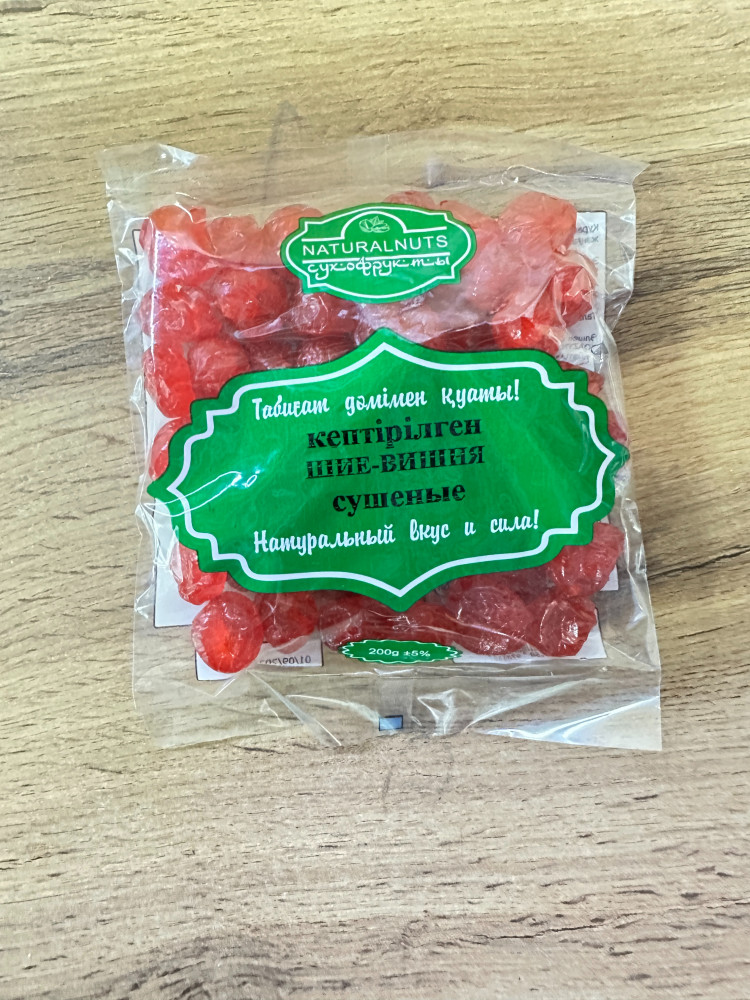 NATURALNUTS
сухофрукты
Табиғат дәмімен қуаты!
кептірілген
ШИЕ-ВИШНЯ
сушеные
Натуральный вкус и сила!
200g ±5%